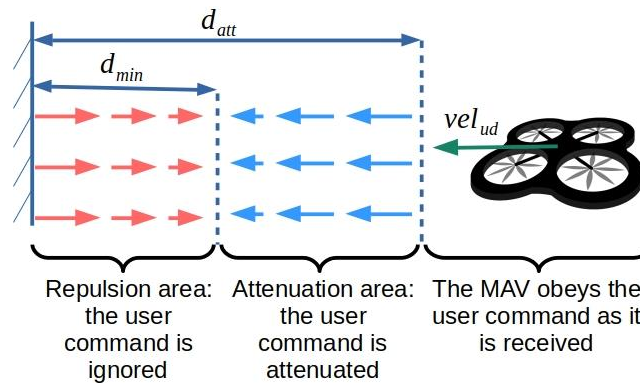 d_att
d_min
vel_ud
Repulsion area:
the user
command is
ignored
Attenuation area:
the user
command is
attenuated
The MAV obeys the
user command as it
is received